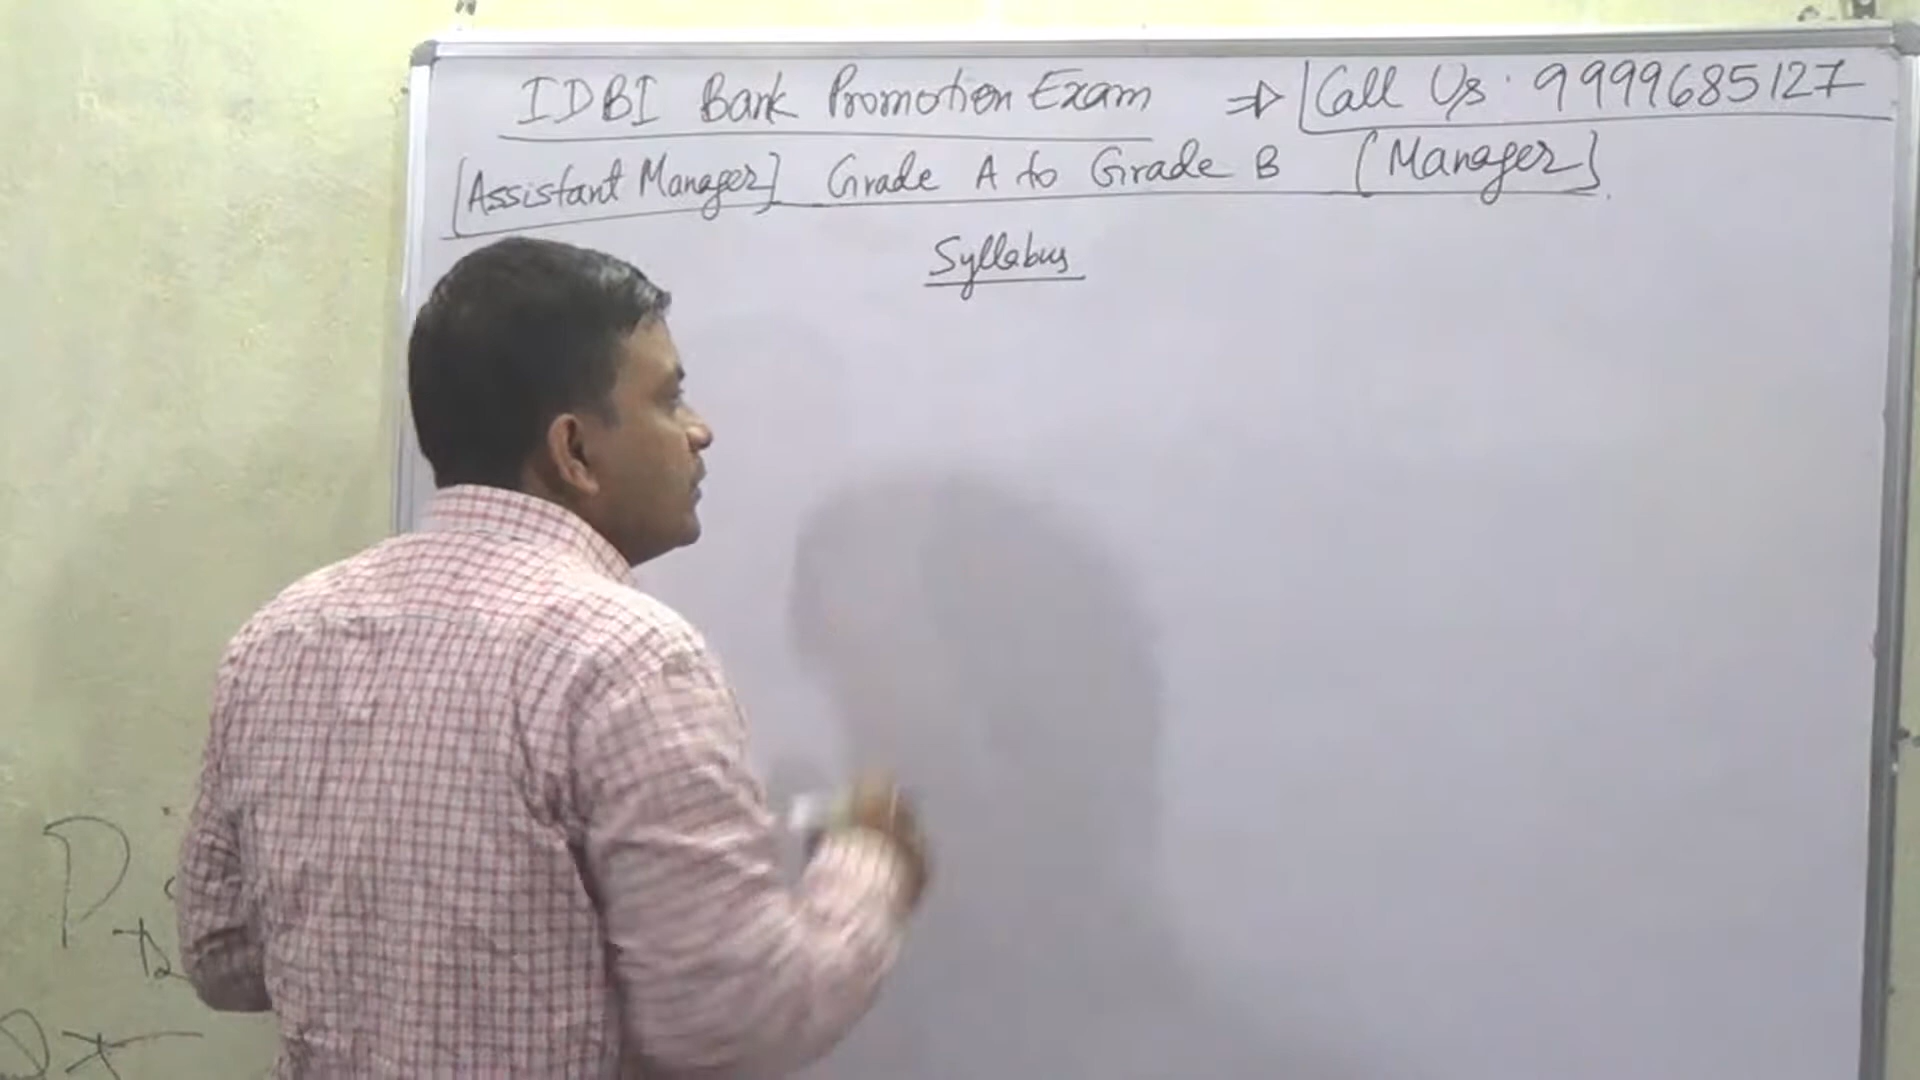 IDBI Bank Promotion Exam ⇒ Call Us: 9999685127
[Assistant Manager] Grade A to Grade B [Manager]
Syllabus